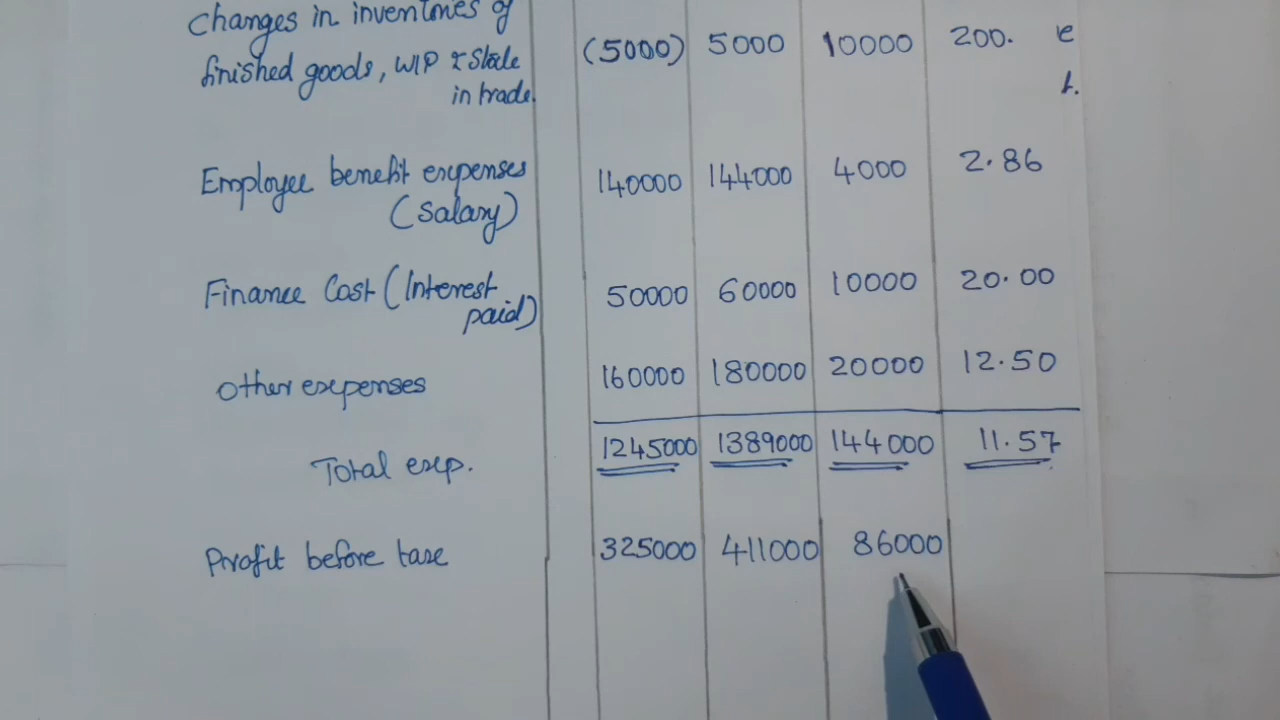 Changes in inventories of
finished goods, WIP & Stock
in trade. (5000) 5000 10000 200. e
L.
Employee benefit expenses
(Salary) 140000 144000 4000 2.86
Finance Cost (Interest
paid) 50000 60000 10000 20.00
Other expenses 160000 180000 20000 12.50
Total exp. 1245000 1389000 144000 11.57
Profit before tax 325000 411000 86000